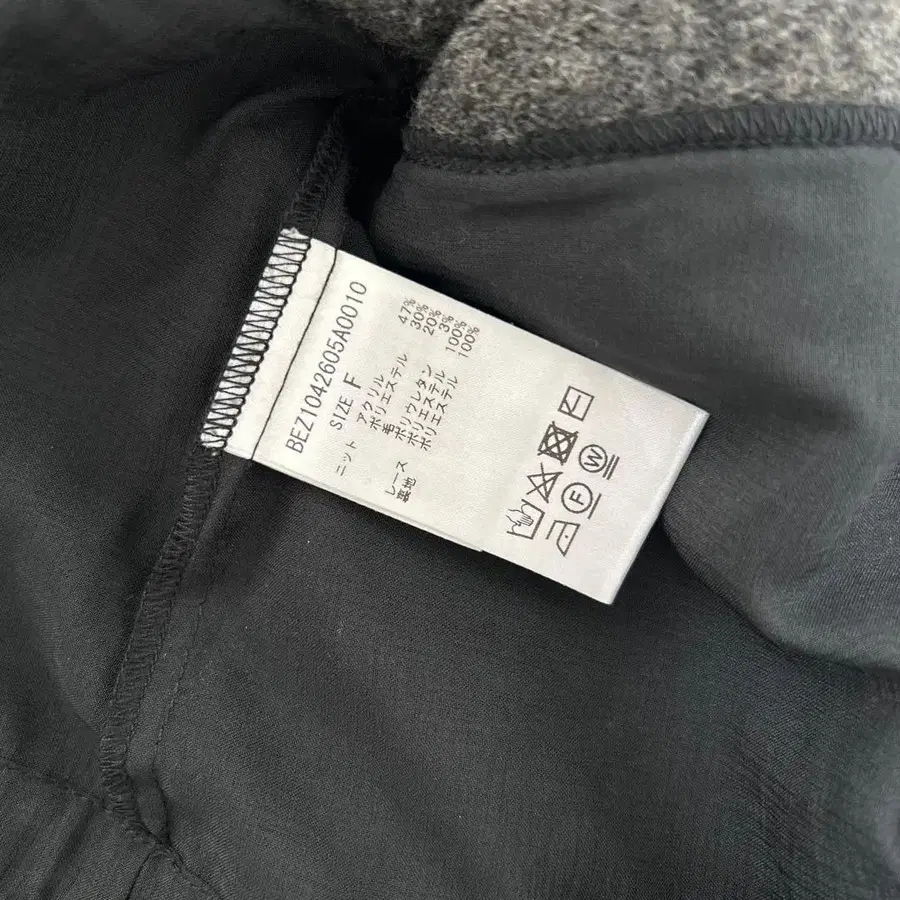 BEZ1042605A0010
SIZE F
ニット アクリル 47%
ポリエステル 30%
毛 20%
ポリウレタン 3%
レース ポリエステル 100%
裏地 ポリエステル 100%
F
W